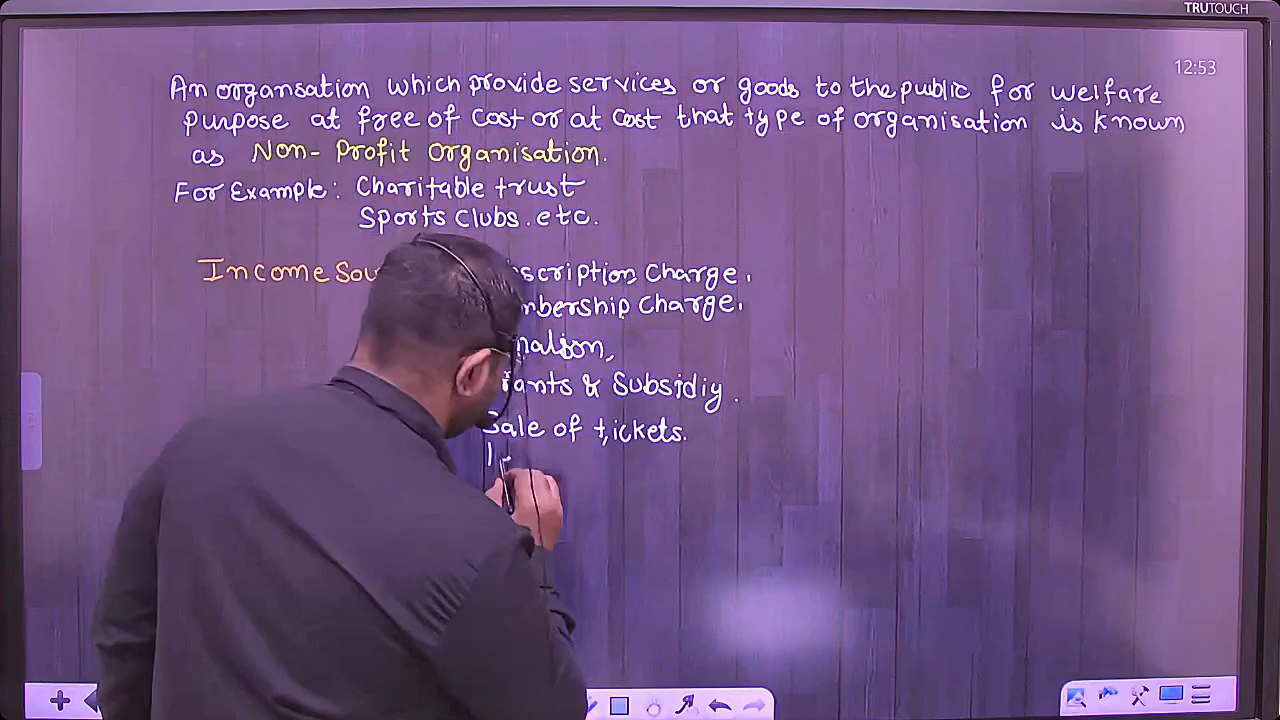 TRUTOUCH
12:53
An organsation which provide services or goods to the public for welfare
purpose at free of cost or at cost that type of organisation is known
as Non-Profit Organisation.
For Example: Charitable trust
Sports Clubs. etc.
Income Sou scription Charge.
mbership Charge.
nation,
rants & Subsidiy.
Sale of tickets.